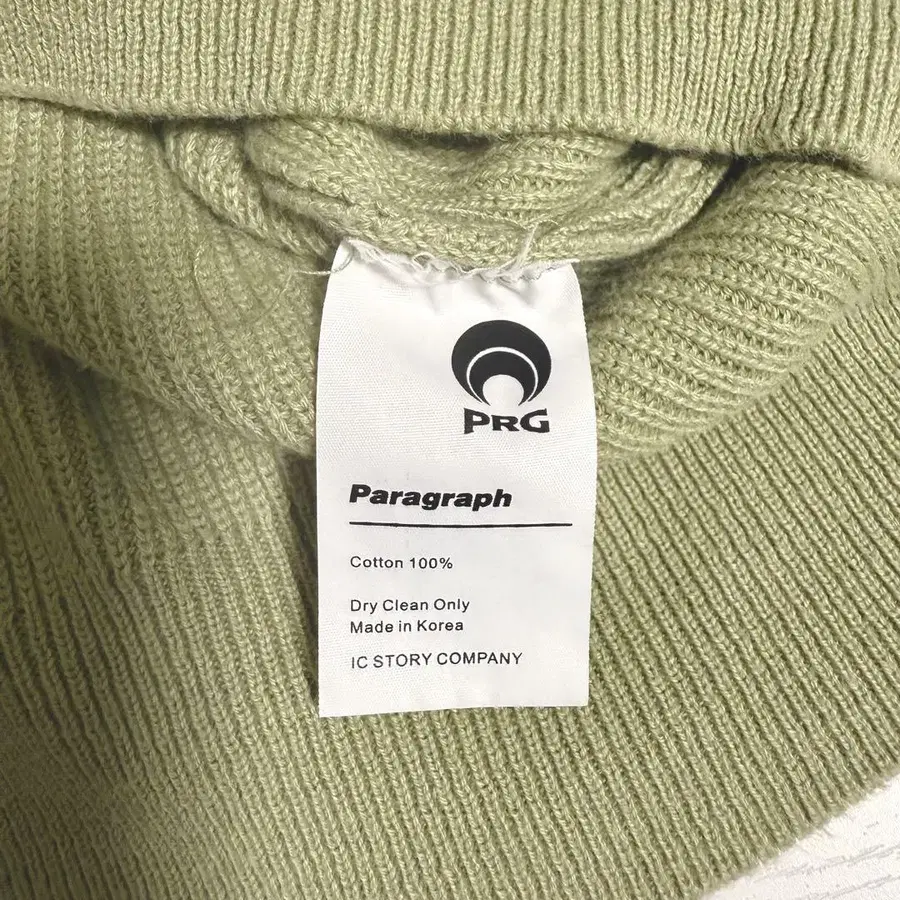 PRG
Paragraph
Cotton 100%
Dry Clean Only
Made in Korea
IC STORY COMPANY